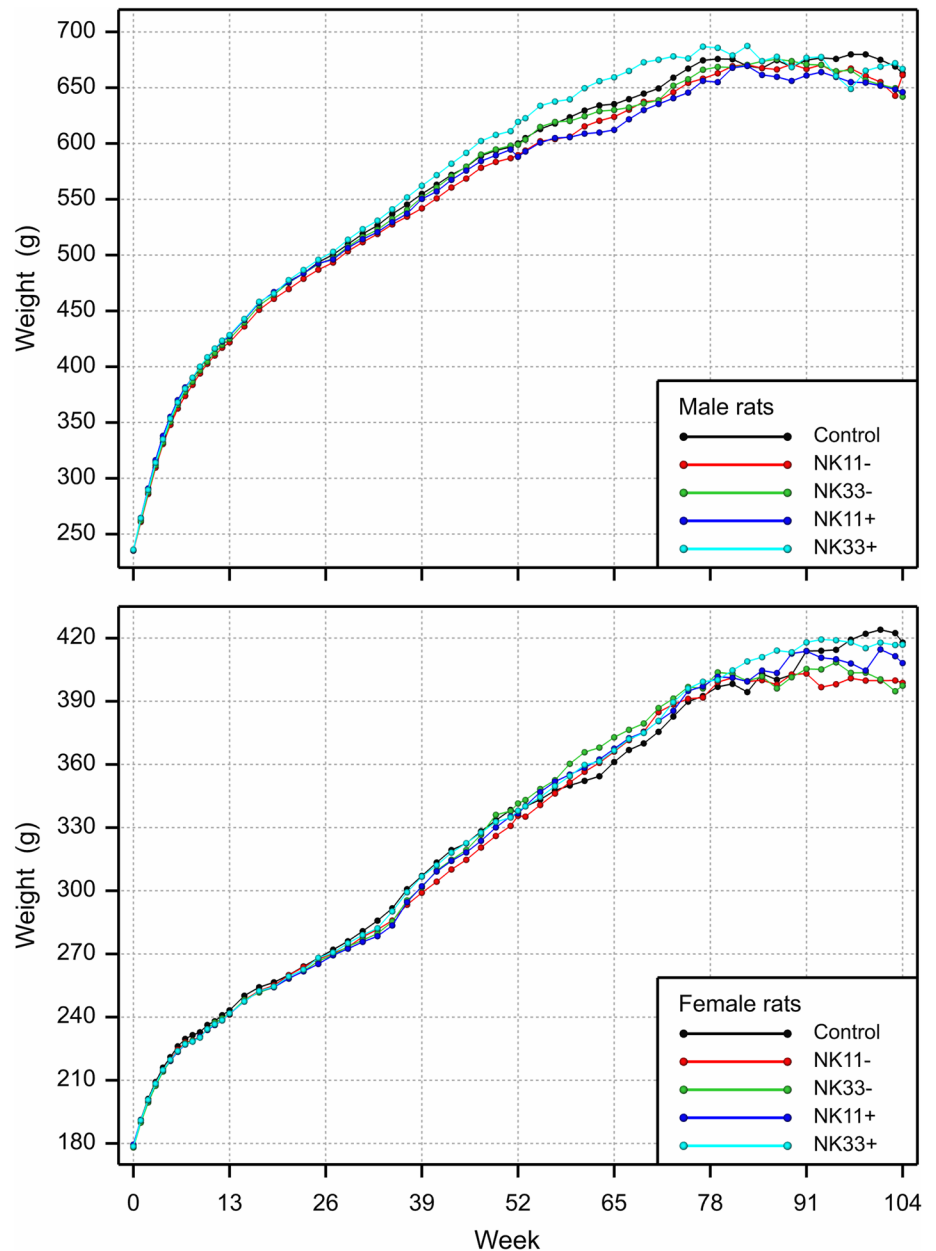 700
650
600
550
500
450
400
350
300
250
Weight (g)
Male rats
Control
NK11-
NK33-
NK11+
NK33+
420
390
360
330
300
270
240
210
180
Weight (g)
Female rats
Control
NK11-
NK33-
NK11+
NK33+
0 13 26 39 52 65 78 91 104
Week